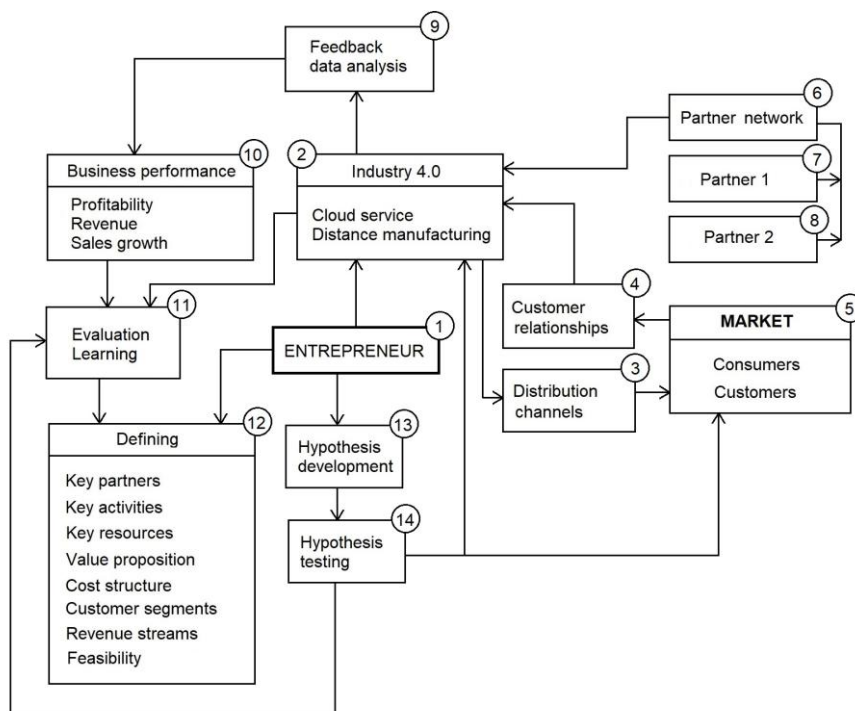 9
Feedback
data analysis
6
Partner network
10
Business performance
Profitability
Revenue
Sales growth
2
Industry 4.0
Cloud service
Distance manufacturing
7
Partner 1
8
Partner 2
11
Evaluation
Learning
1
ENTREPRENEUR
4
Customer
relationships
5
MARKET
Consumers
Customers
3
Distribution
channels
12
Defining
Key partners
Key activities
Key resources
Value proposition
Cost structure
Customer segments
Revenue streams
Feasibility
13
Hypothesis
development
14
Hypothesis
testing